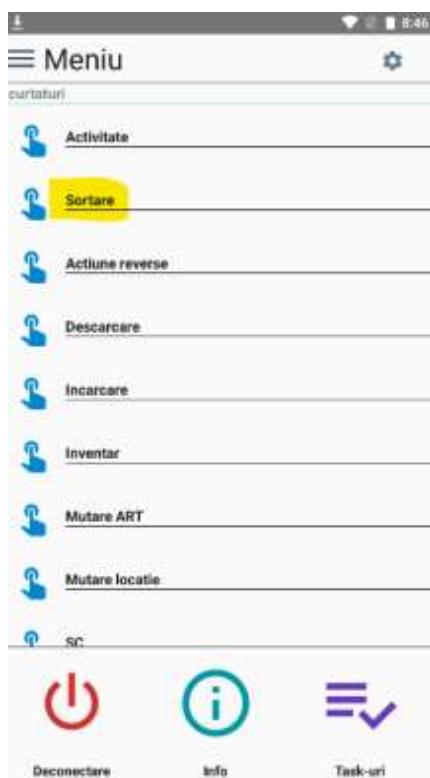 8:46
Meniu
curtaturi
Activitate
Sortare
Actiune reverse
Descarcare
Incarcare
Inventar
Mutare ART
Mutare locatie
SC
Deconectare Info Task-uri